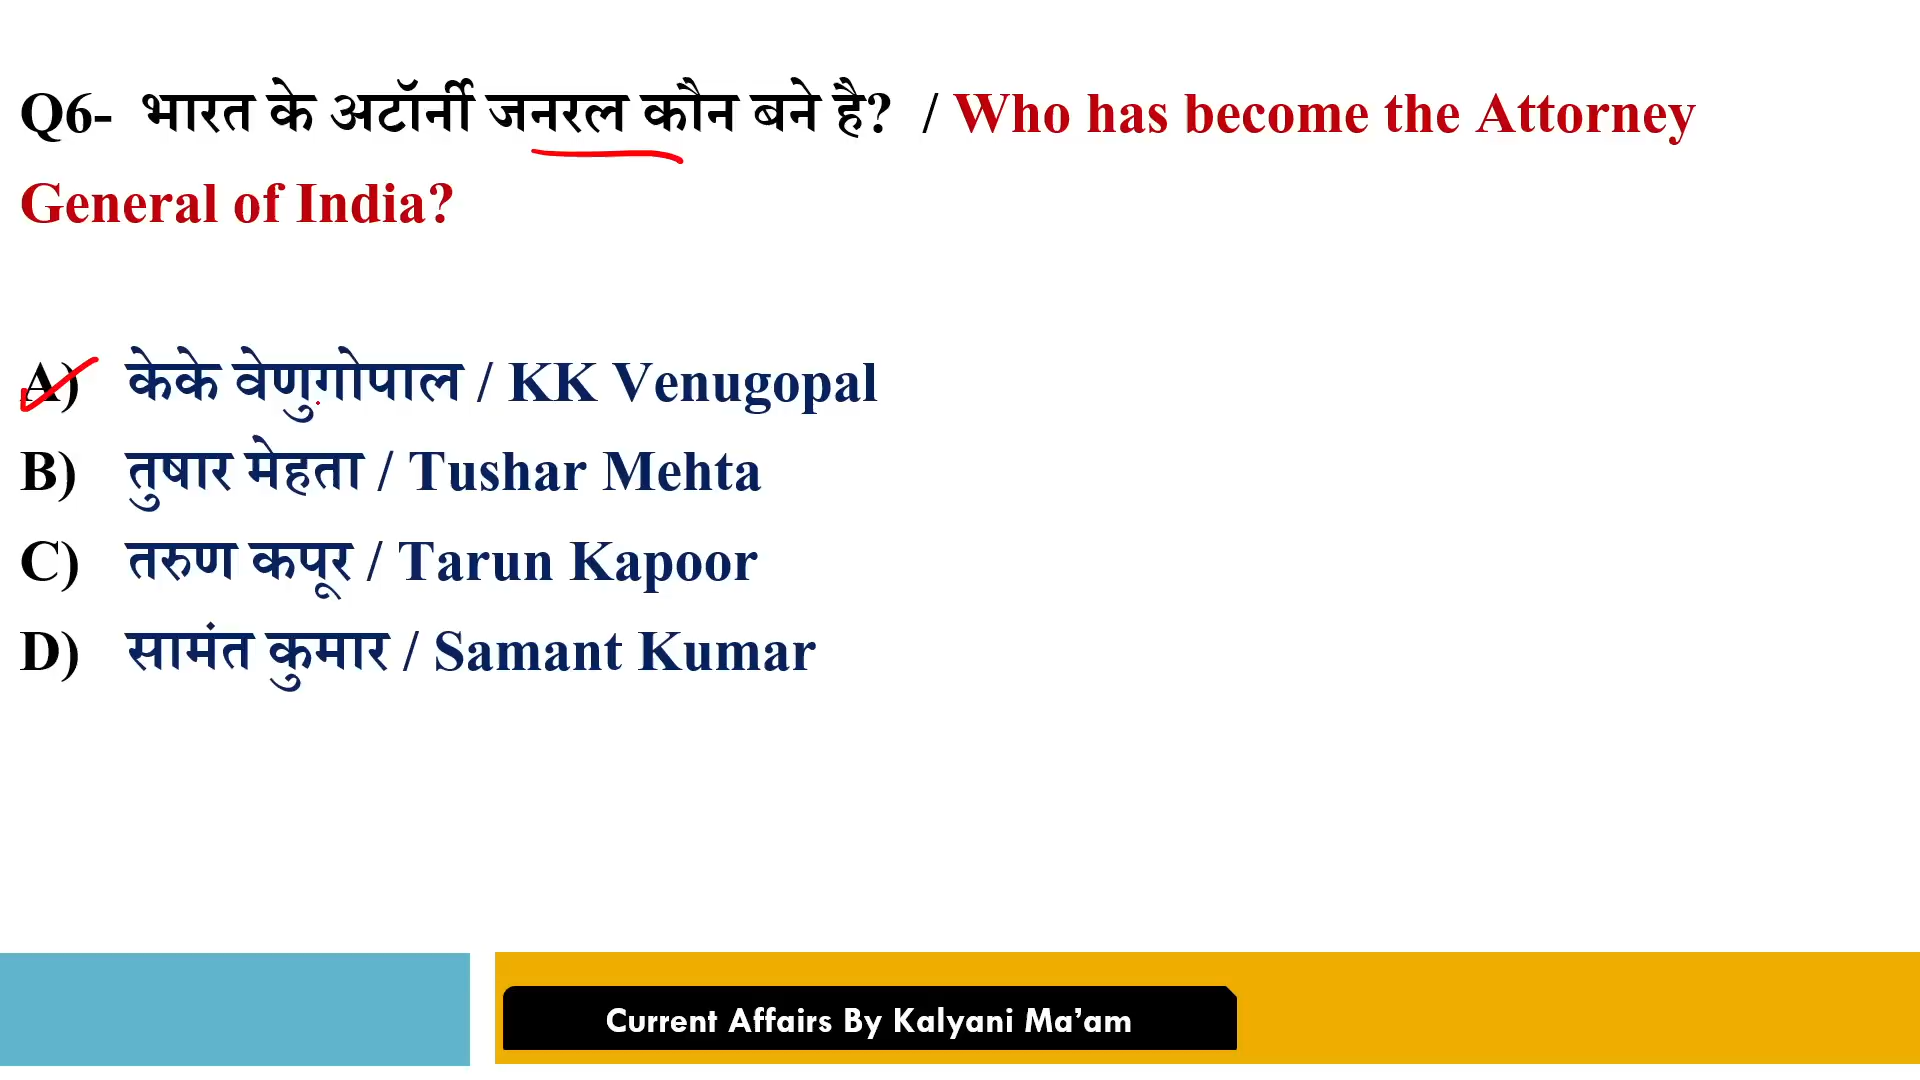 Q6- भारत के अटॉर्नी जनरल कौन बने है? / Who has become the Attorney
General of India?
A) केके वेणुगोपाल / KK Venugopal
B) तुषार मेहता / Tushar Mehta
C) तरुण कपूर / Tarun Kapoor
D) सामंत कुमार / Samant Kumar
Current Affairs By Kalyani Ma’am